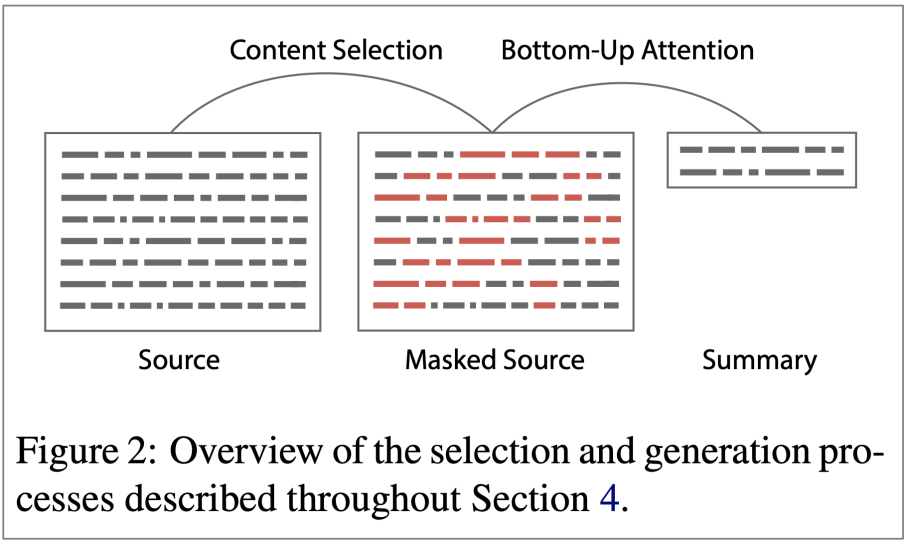 Content Selection
Bottom-Up Attention
Source
Masked Source
Summary
Figure 2: Overview of the selection and generation pro-
cesses described throughout Section 4.